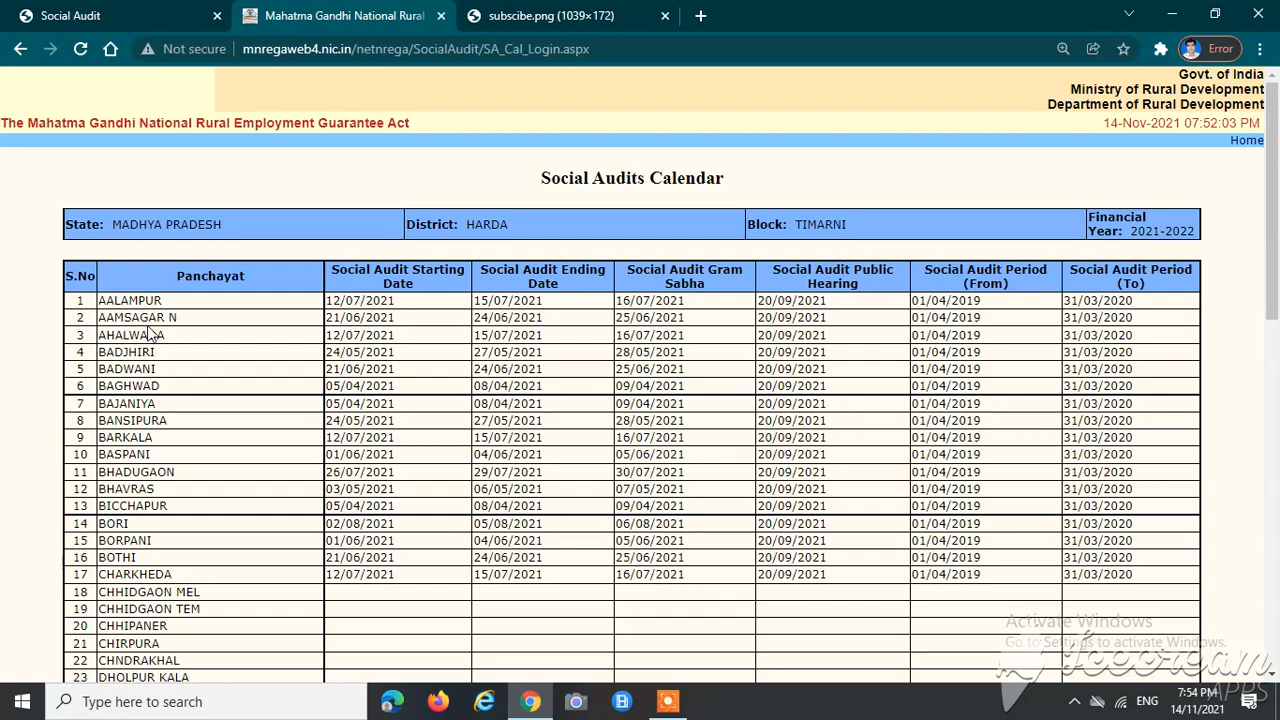 Social Audit
Mahatma Gandhi National Rural
subscibe.png (1039×172)
Not secure
mnregaweb4.nic.in/netnrega/SocialAudit/SA_Cal_Login.aspx
Error
Govt. of India
Ministry of Rural Development
Department of Rural Development
The Mahatma Gandhi National Rural Employment Guarantee Act
14-Nov-2021 07:52:03 PM
Home
Social Audits Calendar
State: MADHYA PRADESH District: HARDA Block: TIMARNI Financial Year: 2021-2022
S.No Panchayat Social Audit Starting Date Social Audit Ending Date Social Audit Gram Sabha Social Audit Public Hearing Social Audit Period (From) Social Audit Period (To)
1 AALAMPUR 12/07/2021 15/07/2021 16/07/2021 20/09/2021 01/04/2019 31/03/2020
2 AAMSAGAR N 21/06/2021 24/06/2021 25/06/2021 20/09/2021 01/04/2019 31/03/2020
3 AHALWADA 12/07/2021 15/07/2021 16/07/2021 20/09/2021 01/04/2019 31/03/2020
4 BADJHIRI 24/05/2021 27/05/2021 28/05/2021 20/09/2021 01/04/2019 31/03/2020
5 BADWANI 21/06/2021 24/06/2021 25/06/2021 20/09/2021 01/04/2019 31/03/2020
6 BAGHWAD 05/04/2021 08/04/2021 09/04/2021 20/09/2021 01/04/2019 31/03/2020
7 BAJANIYA 05/04/2021 08/04/2021 09/04/2021 20/09/2021 01/04/2019 31/03/2020
8 BANSIPURA 24/05/2021 27/05/2021 28/05/2021 20/09/2021 01/04/2019 31/03/2020
9 BARKALA 12/07/2021 15/07/2021 16/07/2021 20/09/2021 01/04/2019 31/03/2020
10 BASPANI 01/06/2021 04/06/2021 05/06/2021 20/09/2021 01/04/2019 31/03/2020
11 BHADUGAON 26/07/2021 29/07/2021 30/07/2021 20/09/2021 01/04/2019 31/03/2020
12 BHAVRAS 03/05/2021 06/05/2021 07/05/2021 20/09/2021 01/04/2019 31/03/2020
13 BICCHAPUR 05/04/2021 08/04/2021 09/04/2021 20/09/2021 01/04/2019 31/03/2020
14 BORI 02/08/2021 05/08/2021 06/08/2021 20/09/2021 01/04/2019 31/03/2020
15 BORPANI 01/06/2021 04/06/2021 05/06/2021 20/09/2021 01/04/2019 31/03/2020
16 BOTHI 21/06/2021 24/06/2021 25/06/2021 20/09/2021 01/04/2019 31/03/2020
17 CHARKHEDA 12/07/2021 15/07/2021 16/07/2021 20/09/2021 01/04/2019 31/03/2020
18 CHHIDGAON MEL
19 CHHIDGAON TEM
20 CHHIPANER
21 CHIRPURA
22 CHNDRAKHAL
23 DHOLPUR KALA
Activate Windows
Go to Settings to activate Windows.
Icecream
APPS
Type here to search
ENG
7:54 PM
14/11/2021